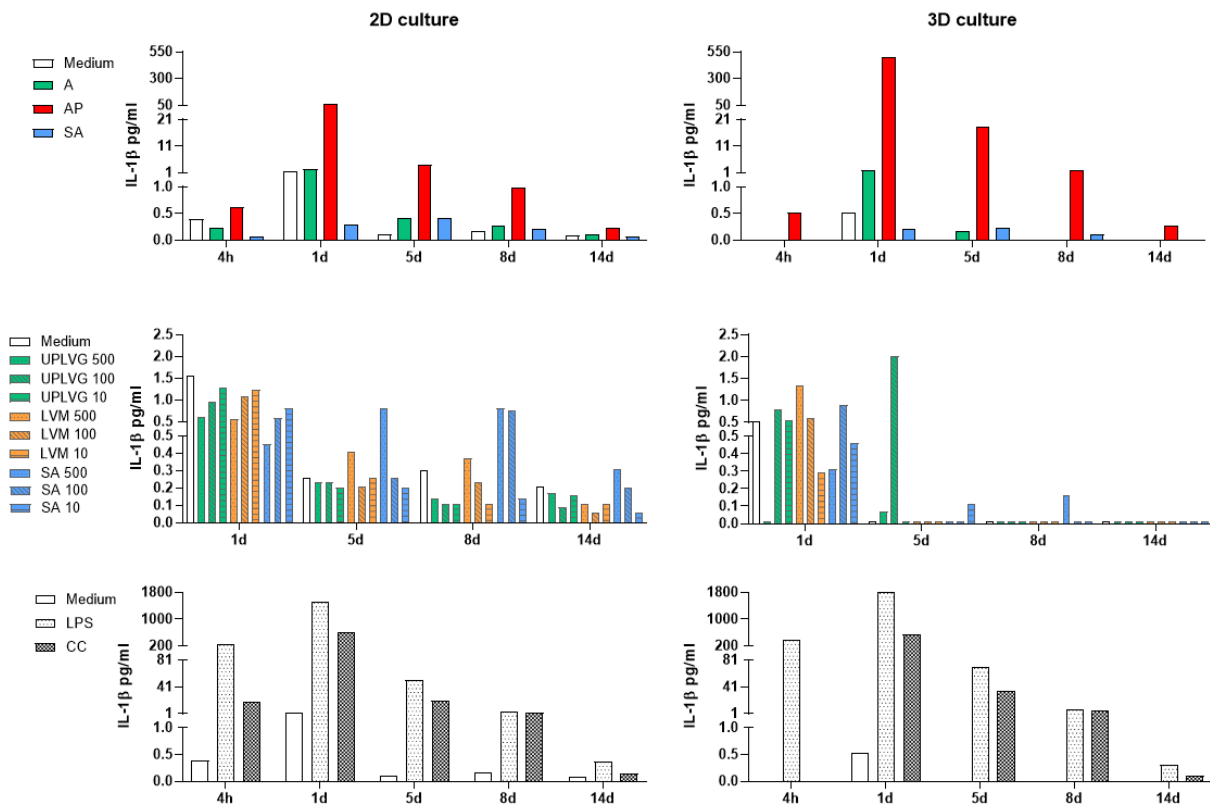 2D culture
3D culture
Medium
A
AP
SA
IL-1β pg/ml
550
300
50
21
11
1
1.0
0.5
0.0
4h 1d 5d 8d 14d
IL-1β pg/ml
550
300
50
21
11
1
1.0
0.5
0.0
4h 1d 5d 8d 14d
Medium
UPLVG 500
UPLVG 100
UPLVG 10
LVM 500
LVM 100
LVM 10
SA 500
SA 100
SA 10
IL-1β pg/ml
2.5
2.0
1.5
1.0
0.5
0.5
0.4
0.3
0.2
0.1
0.0
1d 5d 8d 14d
IL-1β pg/ml
2.5
2.0
1.5
1.0
0.5
0.5
0.4
0.3
0.2
0.1
0.0
1d 5d 8d 14d
Medium
LPS
CC
IL-1β pg/ml
1800
1000
200
81
41
1
1.0
0.5
0.0
4h 1d 5d 8d 14d
IL-1β pg/ml
1800
1000
200
81
41
1
1.0
0.5
0.0
4h 1d 5d 8d 14d